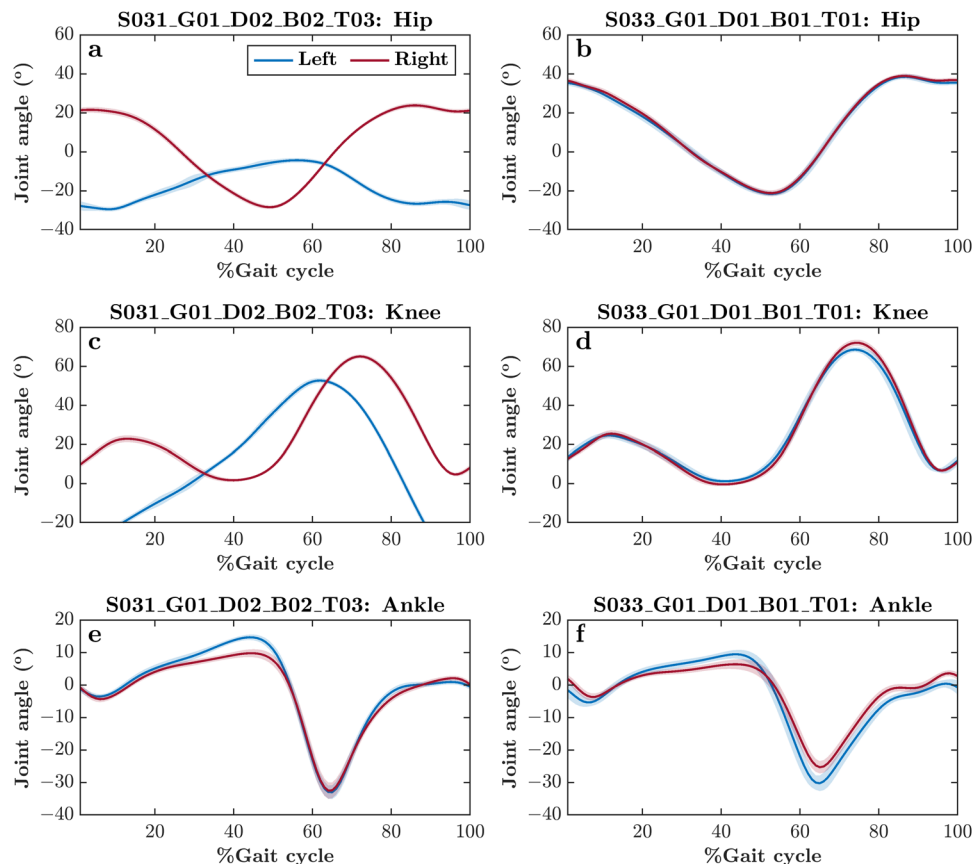 S031_G01_D02_B02_T03: Hip
a
Left Right
Joint angle (º)
60
40
20
0
−20
−40
20 40 60 80 100
%Gait cycle
S033_G01_D01_B01_T01: Hip
b
Joint angle (º)
60
40
20
0
−20
−40
20 40 60 80 100
%Gait cycle
S031_G01_D02_B02_T03: Knee
c
Joint angle (º)
80
60
40
20
0
−20
20 40 60 80 100
%Gait cycle
S033_G01_D01_B01_T01: Knee
d
Joint angle (º)
80
60
40
20
0
−20
20 40 60 80 100
%Gait cycle
S031_G01_D02_B02_T03: Ankle
e
Joint angle (º)
20
10
0
−10
−20
−30
−40
20 40 60 80 100
%Gait cycle
S033_G01_D01_B01_T01: Ankle
f
Joint angle (º)
20
10
0
−10
−20
−30
−40
20 40 60 80 100
%Gait cycle